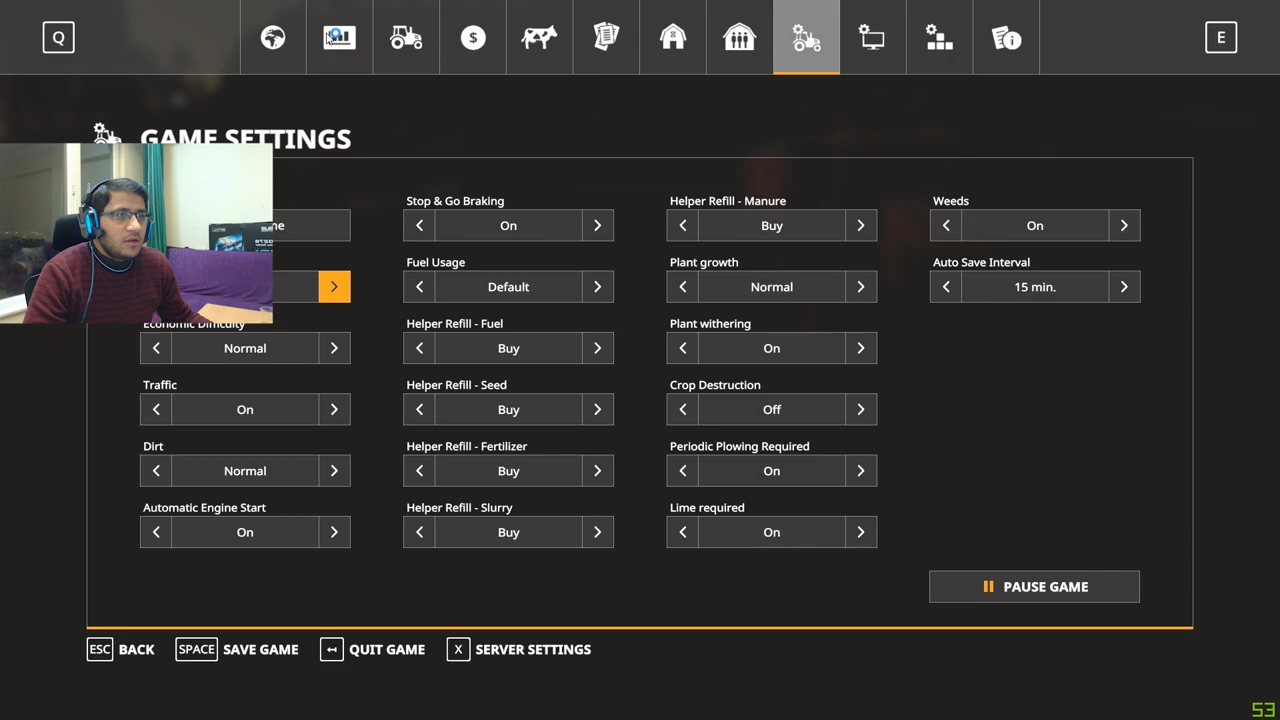 Q
$
E
GAME SETTINGS
Stop & Go Braking
Helper Refill - Manure
Weeds
On
Buy
On
Fuel Usage
Plant growth
Auto Save Interval
Default
Normal
15 min.
Economic Difficulty
Helper Refill - Fuel
Plant withering
Normal
Buy
On
Traffic
Helper Refill - Seed
Crop Destruction
On
Buy
Off
Dirt
Helper Refill - Fertilizer
Periodic Plowing Required
Normal
Buy
On
Automatic Engine Start
Helper Refill - Slurry
Lime required
On
Buy
On
PAUSE GAME
ESC BACK SPACE SAVE GAME QUIT GAME X SERVER SETTINGS
53